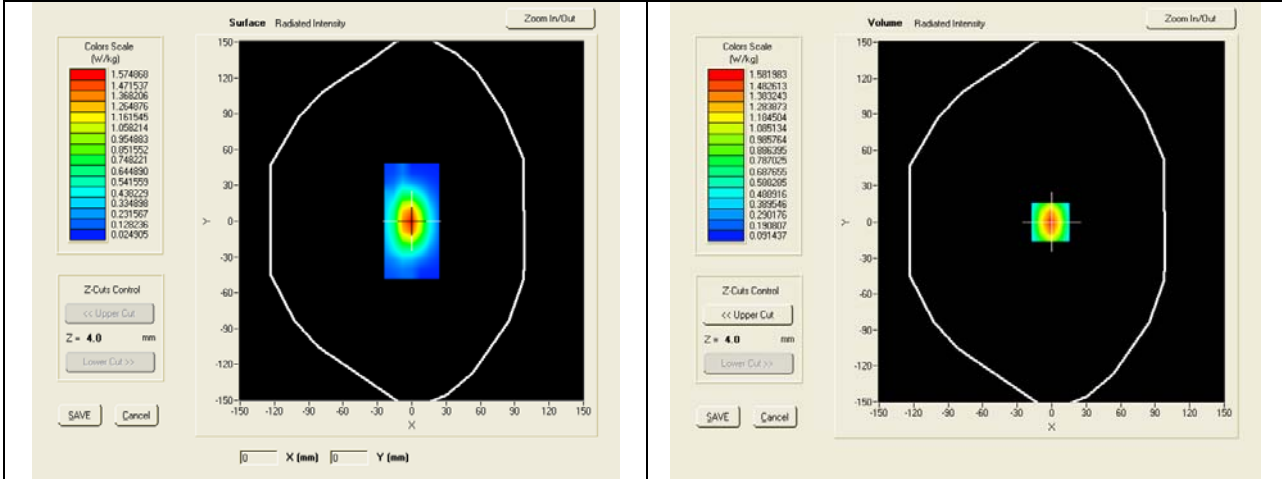 Surface Radiated Intensity
Zoom In/Out
Colors Scale
(W/kg)
1.574868
1.471537
1.368206
1.264876
1.161545
1.058214
0.954883
0.851552
0.748221
0.644890
0.541559
0.438229
0.334898
0.231567
0.128236
0.024905
150
120
90
60
30
0
-30
-60
-90
-120
-150
Y
-150 -120 -90 -60 -30 0 30 60 90 120 150
X
Z-Cuts Control
<< Upper Cut
Z = 4.0 mm
Lower Cut >>
SAVE Cancel
0 X (mm) 0 Y (mm)
Volume Radiated Intensity
Zoom In/Out
Colors Scale
(W/kg)
1.581983
1.482613
1.383243
1.283873
1.184504
1.085134
0.985764
0.886395
0.787025
0.687655
0.588285
0.488916
0.389546
0.290176
0.190807
0.091437
150
120
90
60
30
0
-30
-60
-90
-120
-150
Y
-150 -120 -90 -60 -30 0 30 60 90 120 150
X
Z-Cuts Control
<< Upper Cut
Z = 4.0 mm
Lower Cut >>
SAVE Cancel